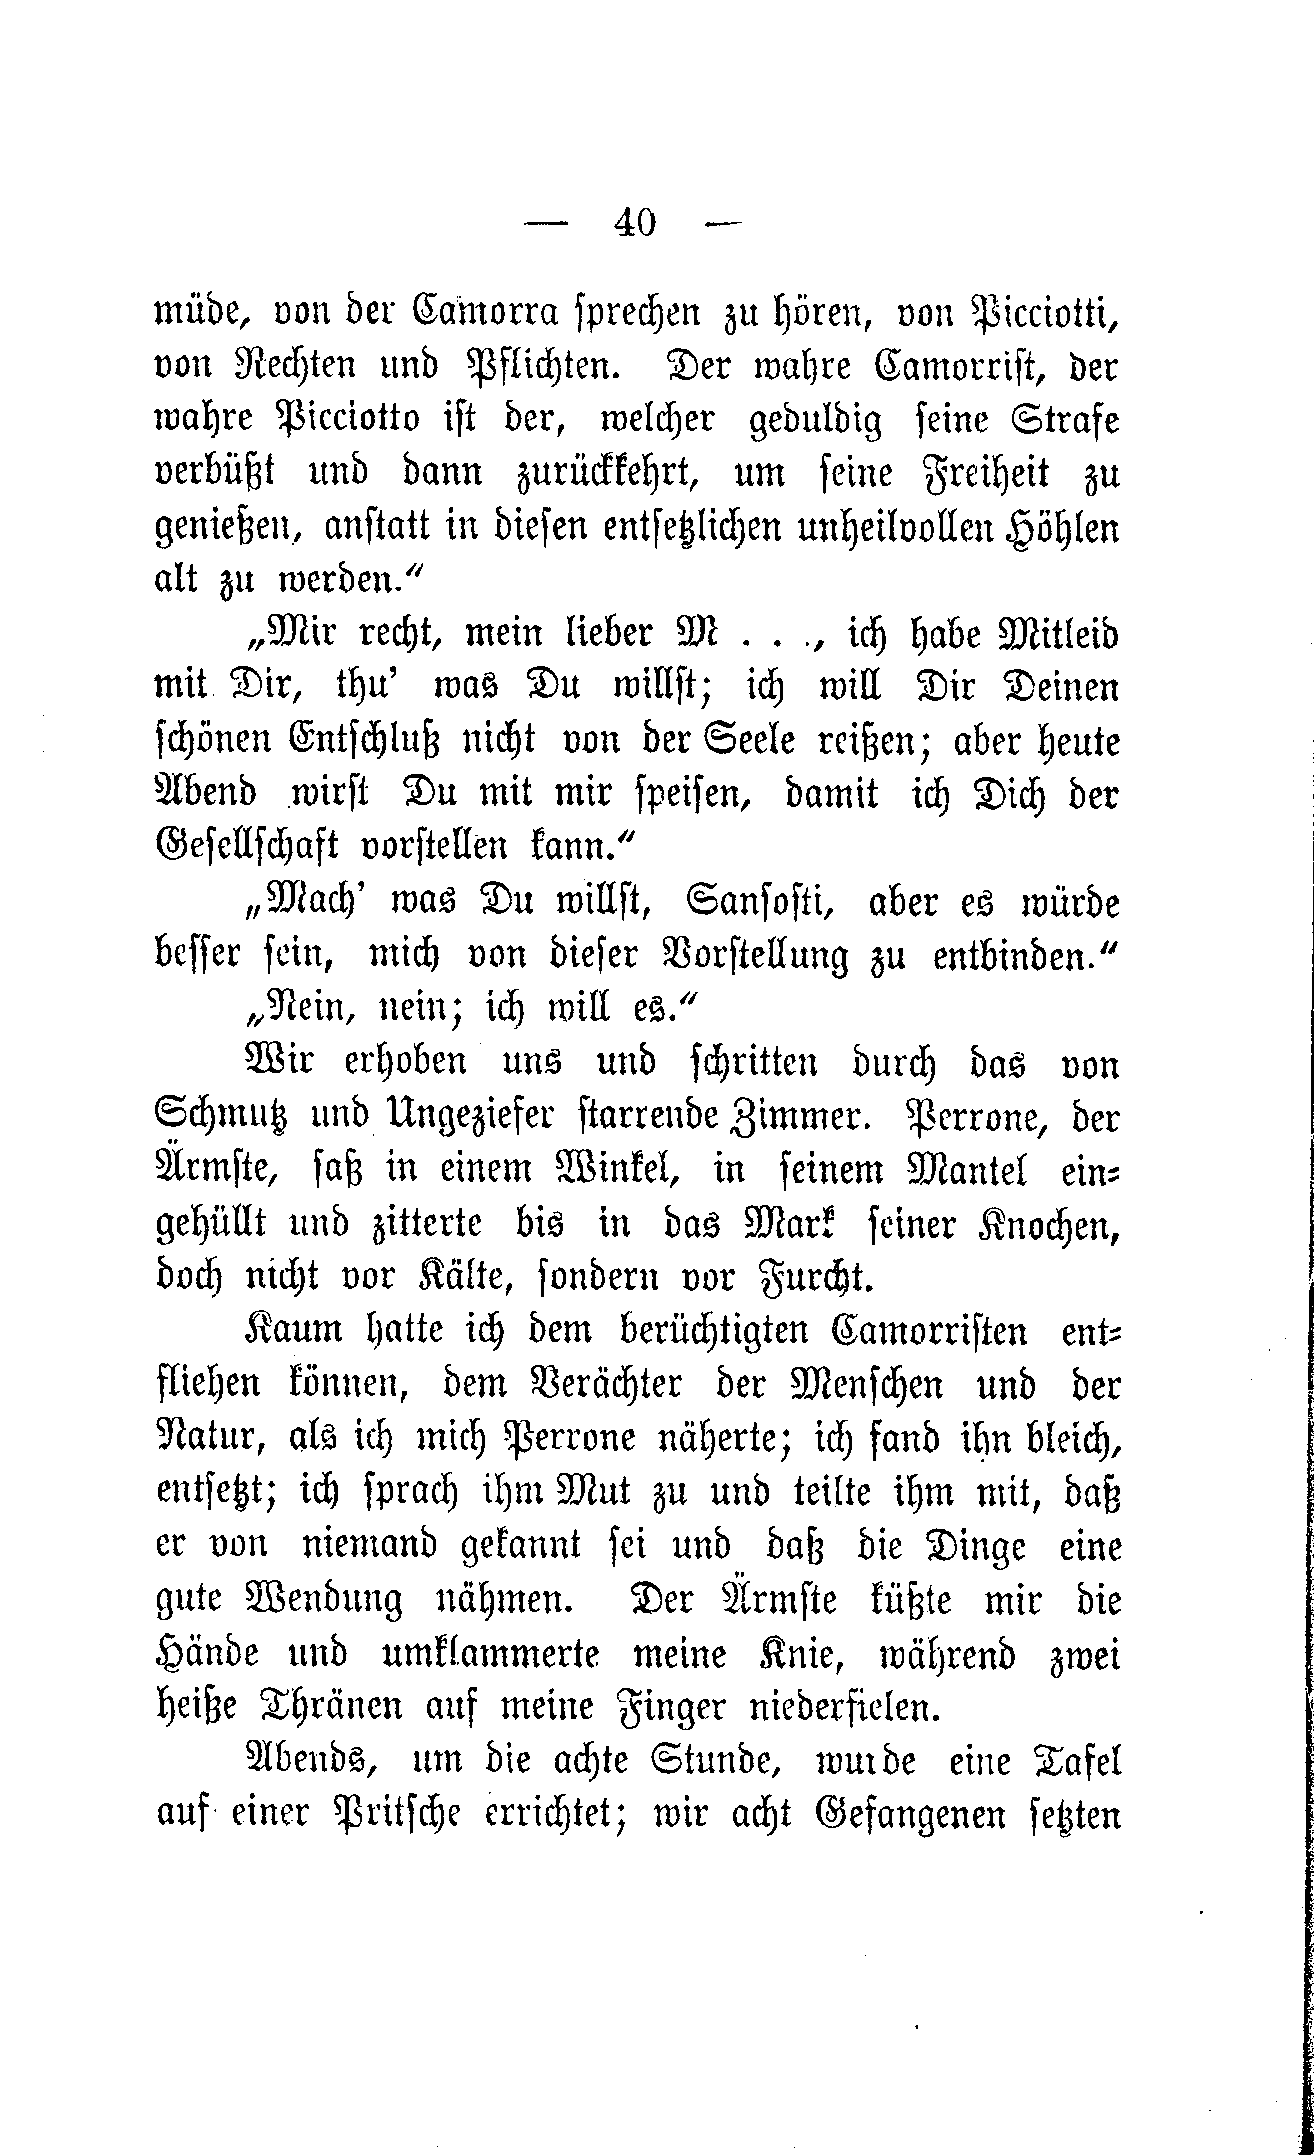 — 40 —
müde, von der Camorra sprechen zu hören, von Picciotti,
von Rechten und Pflichten. Der wahre Camorrist, der
wahre Picciotto ist der, welcher geduldig seine Strafe
verbüßt und dann zurückkehrt, um seine Freiheit zu
genießen, anstatt in diesen entsetzlichen unheilvollen Höhlen
alt zu werden.“
„Mir recht, mein lieber M . . ., ich habe Mitleid
mit Dir, thu’ was Du willst; ich will Dir Deinen
schönen Entschluß nicht von der Seele reißen; aber heute
Abend wirst Du mit mir speisen, damit ich Dich der
Gesellschaft vorstellen kann.“
„Mach’ was Du willst, Sansosti, aber es würde
besser sein, mich von dieser Vorstellung zu entbinden.“
„Nein, nein; ich will es.“
Wir erhoben uns und schritten durch das von
Schmutz und Ungeziefer starrende Zimmer. Perrone, der
Ärmste, saß in einem Winkel, in seinem Mantel ein-
gehüllt und zitterte bis in das Mark seiner Knochen,
doch nicht vor Kälte, sondern vor Furcht.
Kaum hatte ich dem berüchtigten Camorristen ent-
fliehen können, dem Verächter der Menschen und der
Natur, als ich mich Perrone näherte; ich fand ihn bleich,
entsetzt; ich sprach ihm Mut zu und teilte ihm mit, daß
er von niemand gekannt sei und daß die Dinge eine
gute Wendung nähmen. Der Ärmste küßte mir die
Hände und umklammerte meine Knie, während zwei
heiße Thränen auf meine Finger niederfielen.
Abends, um die achte Stunde, wurde eine Tafel
auf einer Pritsche errichtet; wir acht Gefangenen setzten